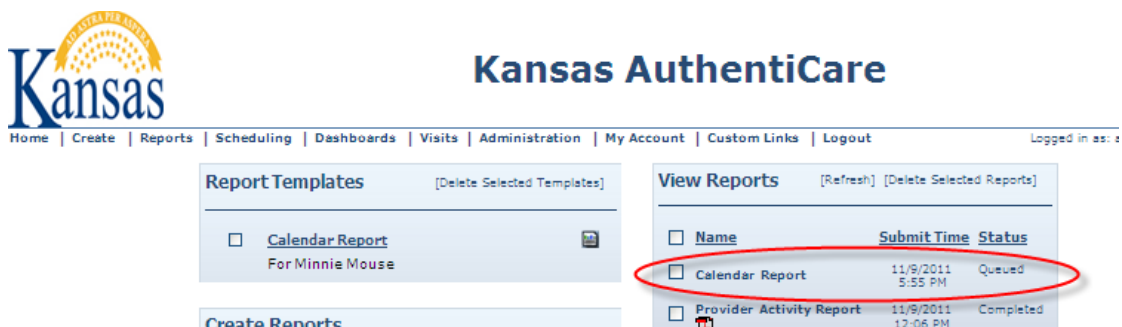 AD ASTRA PER ASPERA
Kansas
Kansas AuthentiCare
Home | Create | Reports | Scheduling | Dashboards | Visits | Administration | My Account | Custom Links | Logout
Logged in as:
Report Templates [Delete Selected Templates]
Calendar Report
For Minnie Mouse
Create Reports
View Reports [Refresh] [Delete Selected Reports]
Name Submit Time Status
Calendar Report 11/9/2011 Queued
5:55 PM
Provider Activity Report 11/9/2011 Completed
12:06 PM